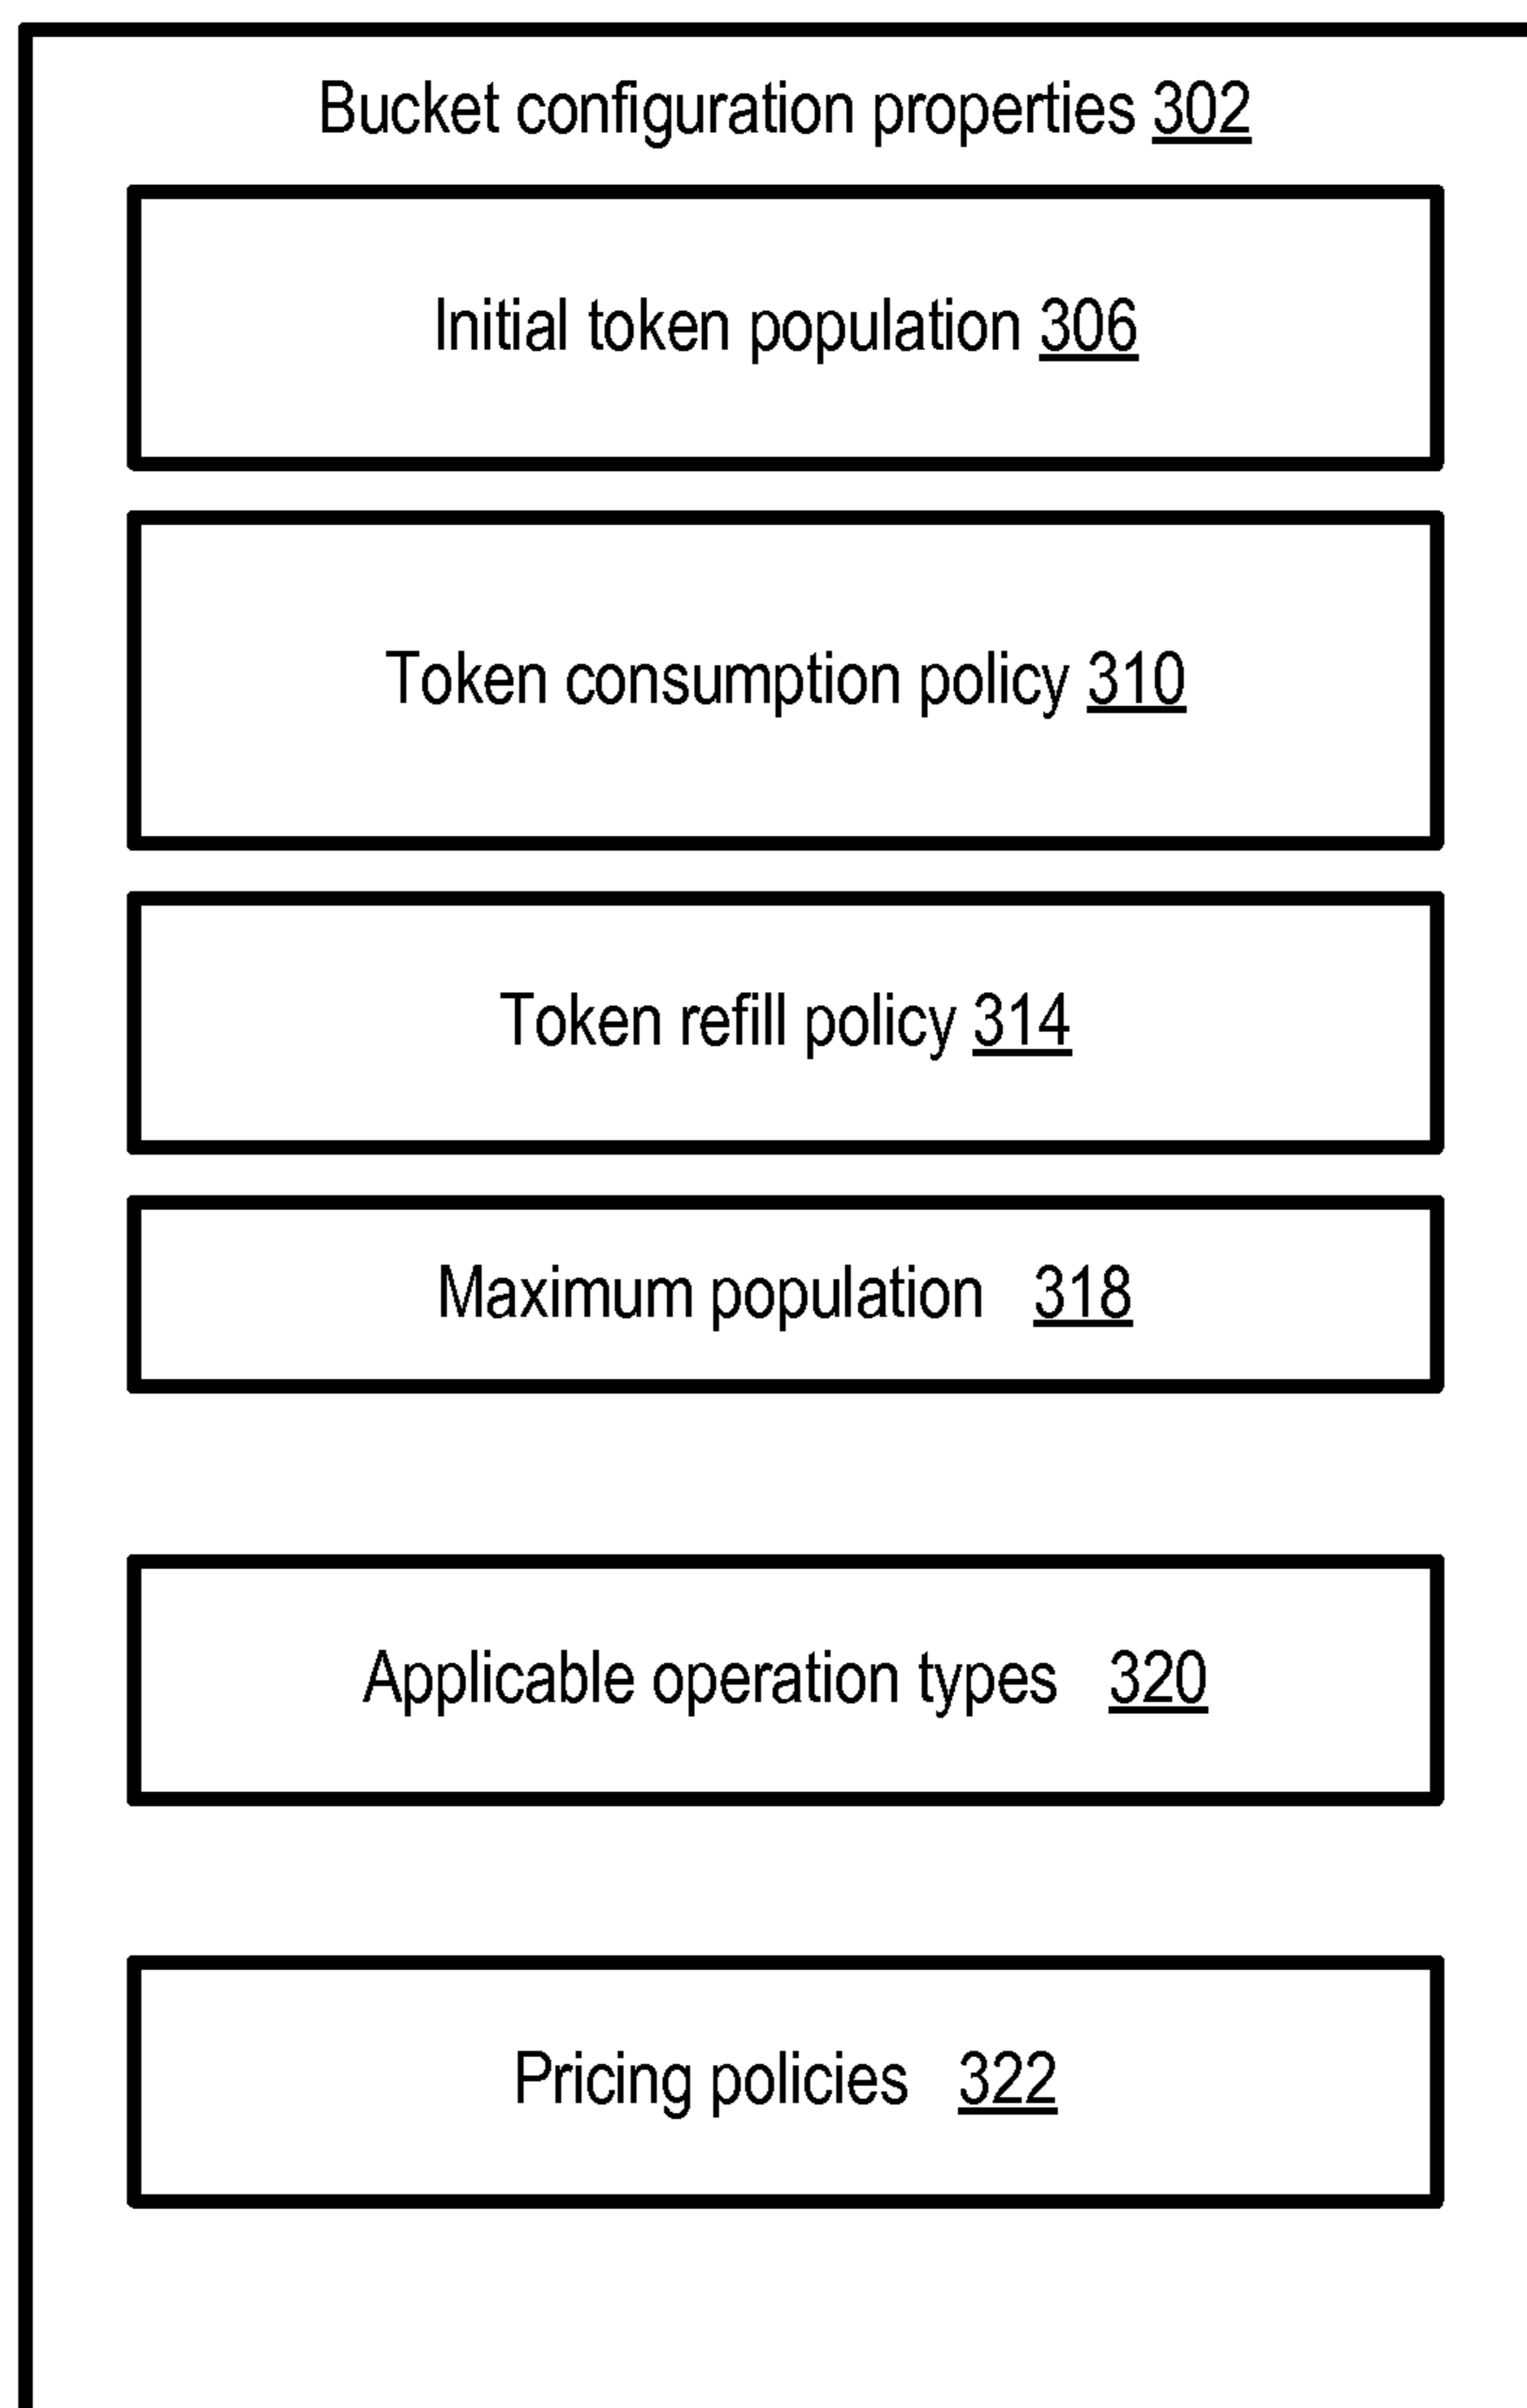 Bucket configuration properties 302
Initial token population 306
Token consumption policy 310
Token refill policy 314
Maximum population 318
Applicable operation types 320
Pricing policies 322